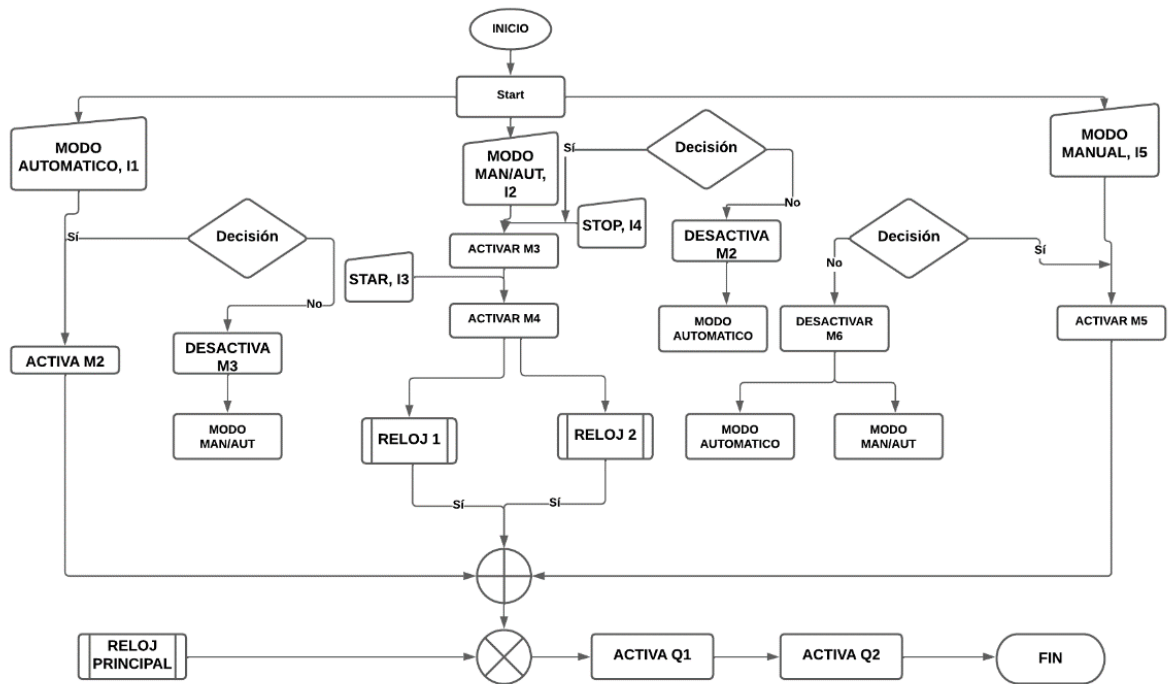 INICIO
Start
MODO
AUTOMATICO, I1
MODO
MAN/AUT,
I2
Sí
Decisión
No
MODO
MANUAL, I5
Sí
Decisión
No
STOP, I4
DESACTIVA
M2
Decisión
No
Sí
ACTIVAR M3
STAR, I3
ACTIVAR M4
MODO
AUTOMATICO
DESACTIVAR
M6
ACTIVAR M5
ACTIVA M2
DESACTIVA
M3
MODO
MAN/AUT
RELOJ 1
RELOJ 2
MODO
AUTOMATICO
MODO
MAN/AUT
Sí
Sí
RELOJ
PRINCIPAL
ACTIVA Q1
ACTIVA Q2
FIN